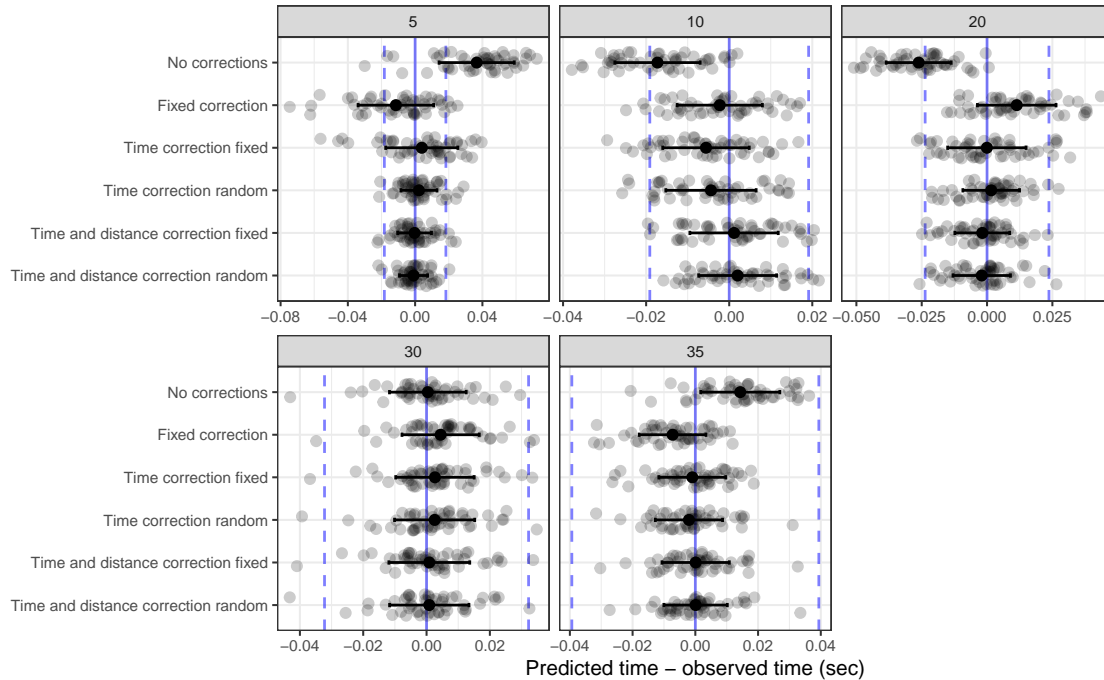 5
10
20
No corrections
Fixed correction
Time correction fixed
Time correction random
Time and distance correction fixed
Time and distance correction random
−0.08 −0.04 0.00 0.04
−0.04 −0.02 0.00 0.02
−0.050 −0.025 0.000 0.025
30
35
No corrections
Fixed correction
Time correction fixed
Time correction random
Time and distance correction fixed
Time and distance correction random
−0.04 −0.02 0.00 0.02
−0.04 −0.02 0.00 0.02 0.04
Predicted time − observed time (sec)